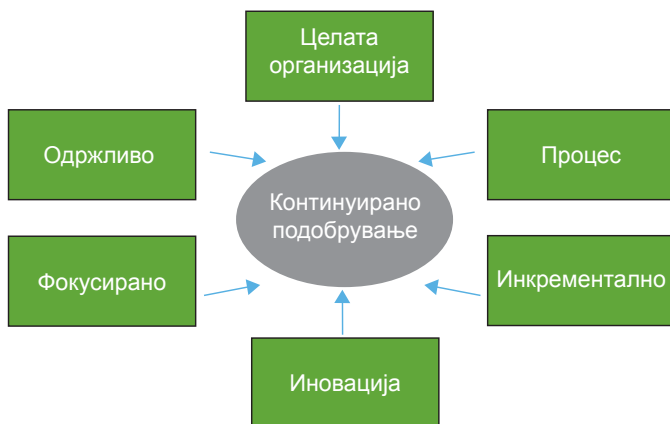 Целата
организација
Одржливо
Процес
Континуирано
подобрување
Фокусирано
Инкрементално
Иновација